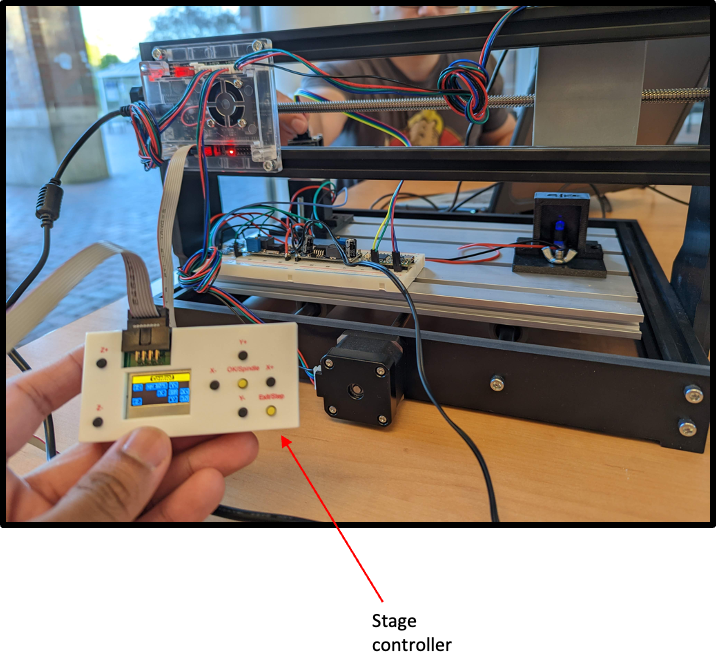 Y+
Z+
OK/Spindle
X-
X+
Y-
Exit/Step
Z-
Stage
controller